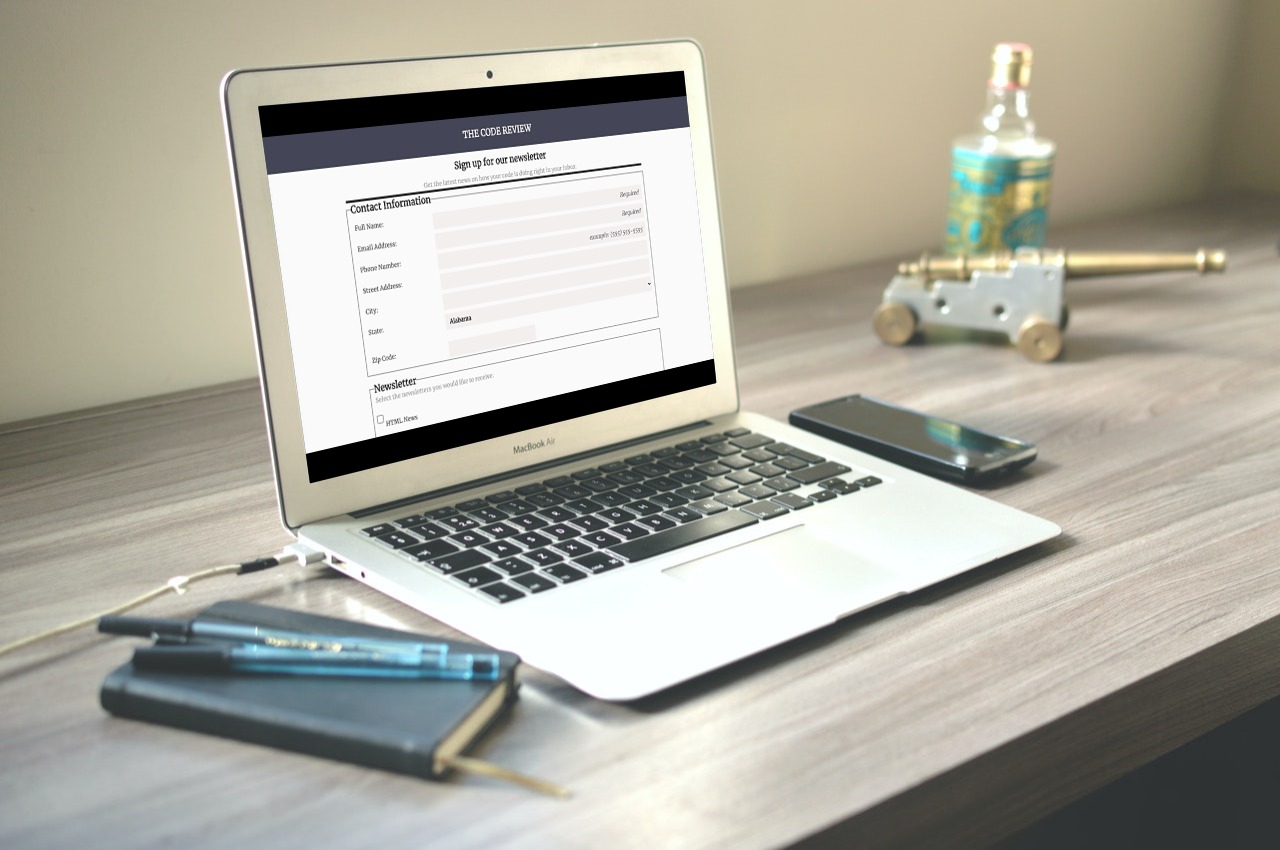 THE CODE REVIEW
Sign up for our newsletter
Get the latest news on how your code is doing right in your inbox.
Contact Information
Full Name:
Required
Email Address:
Required
Phone Number:
example: (555) 555-5555
Street Address:
City:
State:
Alabama
Zip Code:
Newsletter
Select the newsletters you would like to receive:
HTML News
MacBook Air